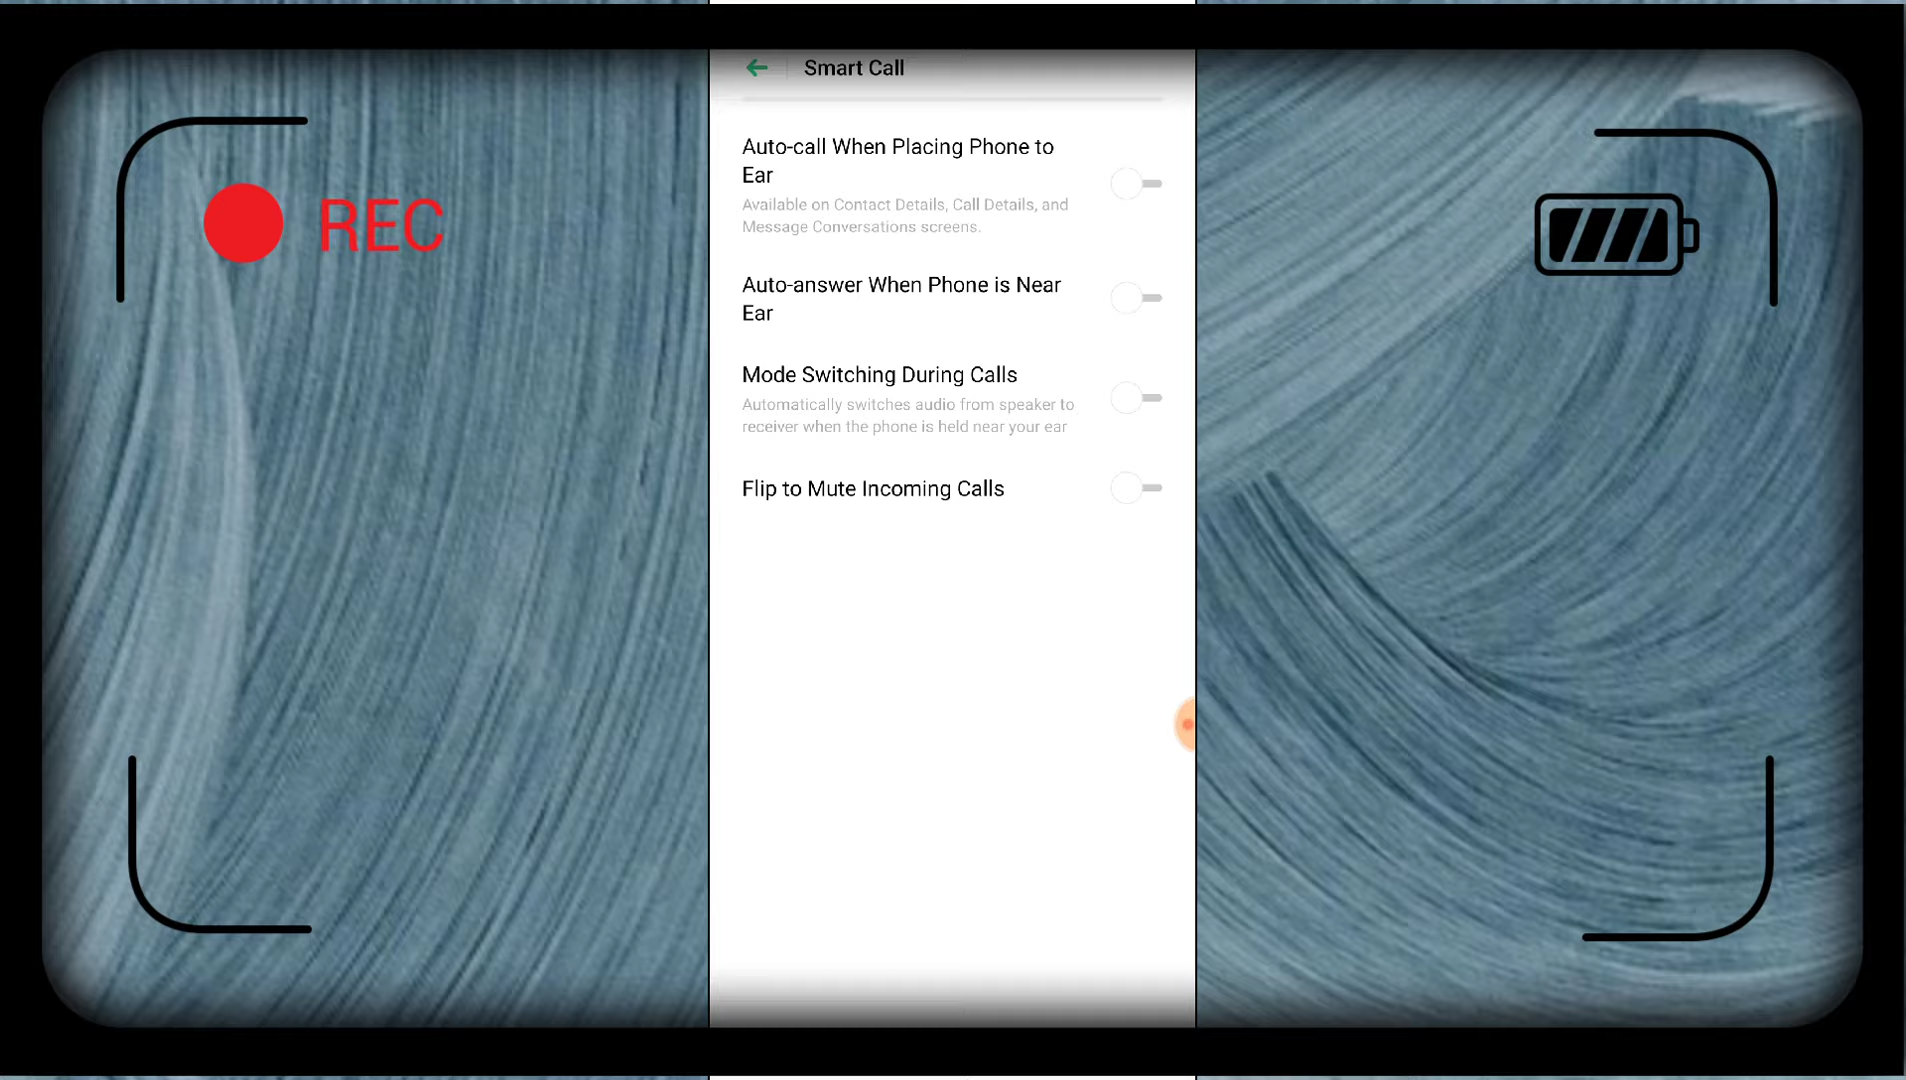 Smart Call
REC
Auto-call When Placing Phone to
Ear
Available on Contact Details, Call Details, and
Message Conversations screens.
Auto-answer When Phone is Near
Ear
Mode Switching During Calls
Automatically switches audio from speaker to
receiver when the phone is held near your ear
Flip to Mute Incoming Calls